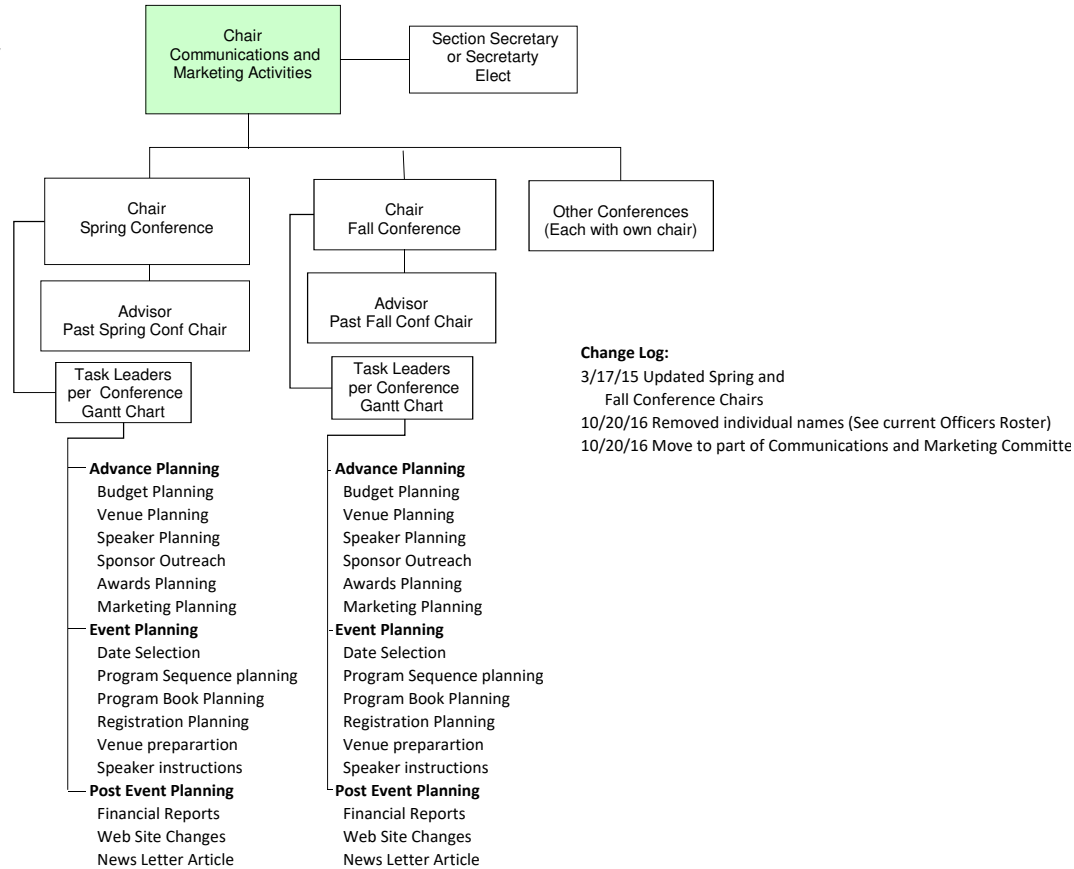 Chair
Communications and
Marketing Activities
Section Secretary
or Secretarty
Elect
Chair
Spring Conference
Chair
Fall Conference
Other Conferences
(Each with own chair)
Advisor
Past Spring Conf Chair
Advisor
Past Fall Conf Chair
Task Leaders
per Conference
Gantt Chart
Task Leaders
per Conference
Gantt Chart
Change Log:
3/17/15 Updated Spring and
Fall Conference Chairs
10/20/16 Removed individual names (See current Officers Roster)
10/20/16 Move to part of Communications and Marketing Committe
Advance Planning
Budget Planning
Venue Planning
Speaker Planning
Sponsor Outreach
Awards Planning
Marketing Planning
Event Planning
Date Selection
Program Sequence planning
Program Book Planning
Registration Planning
Venue preparartion
Speaker instructions
Post Event Planning
Financial Reports
Web Site Changes
News Letter Article
Advance Planning
Budget Planning
Venue Planning
Speaker Planning
Sponsor Outreach
Awards Planning
Marketing Planning
Event Planning
Date Selection
Program Sequence planning
Program Book Planning
Registration Planning
Venue preparartion
Speaker instructions
Post Event Planning
Financial Reports
Web Site Changes
News Letter Article